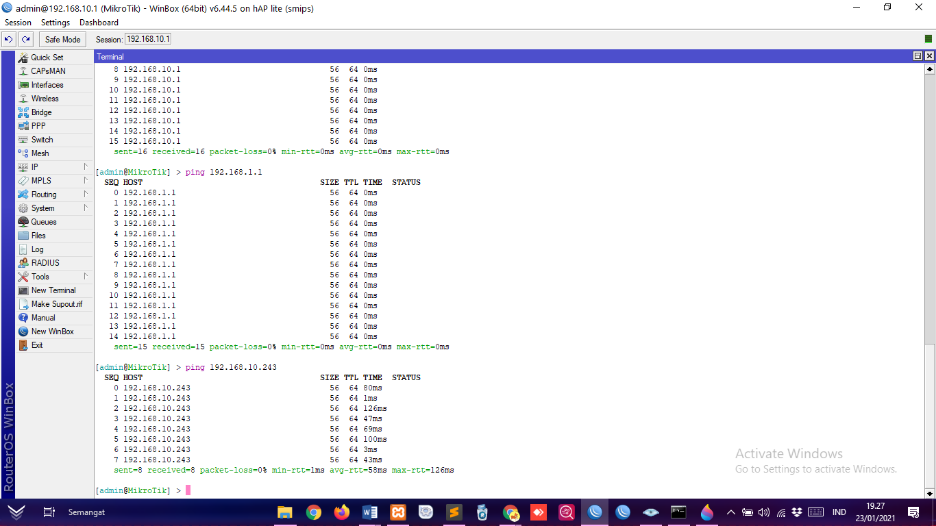 admin@192.168.10.1 (MikroTik) - WinBox (64bit) v6.44.5 on hAP lite (smips)
Session Settings Dashboard
Safe Mode Session: 192.168.10.1
Quick Set
CAPsMAN
Interfaces
Wireless
Bridge
PPP
Switch
Mesh
IP
MPLS
Routing
System
Queues
Files
Log
RADIUS
Tools
New Terminal
Make Supout.rif
Manual
New WinBox
Exit
RouterOS WinBox
Terminal
8 192.168.10.1 56 64 0ms
9 192.168.10.1 56 64 0ms
10 192.168.10.1 56 64 0ms
11 192.168.10.1 56 64 0ms
12 192.168.10.1 56 64 0ms
13 192.168.10.1 56 64 0ms
14 192.168.10.1 56 64 0ms
15 192.168.10.1 56 64 0ms
sent=16 received=16 packet-loss=0% min-rtt=0ms avg-rtt=0ms max-rtt=0ms
[admin@MikroTik] > ping 192.168.1.1
SEQ HOST SIZE TTL TIME STATUS
0 192.168.1.1 56 64 0ms
1 192.168.1.1 56 64 0ms
2 192.168.1.1 56 64 0ms
3 192.168.1.1 56 64 0ms
4 192.168.1.1 56 64 0ms
5 192.168.1.1 56 64 0ms
6 192.168.1.1 56 64 0ms
7 192.168.1.1 56 64 0ms
8 192.168.1.1 56 64 0ms
9 192.168.1.1 56 64 0ms
10 192.168.1.1 56 64 0ms
11 192.168.1.1 56 64 0ms
12 192.168.1.1 56 64 0ms
13 192.168.1.1 56 64 0ms
14 192.168.1.1 56 64 0ms
sent=15 received=15 packet-loss=0% min-rtt=0ms avg-rtt=0ms max-rtt=0ms
[admin@MikroTik] > ping 192.168.10.243
SEQ HOST SIZE TTL TIME STATUS
0 192.168.10.243 56 64 80ms
1 192.168.10.243 56 64 1ms
2 192.168.10.243 56 64 126ms
3 192.168.10.243 56 64 47ms
4 192.168.10.243 56 64 69ms
5 192.168.10.243 56 64 100ms
6 192.168.10.243 56 64 3ms
7 192.168.10.243 56 64 43ms
sent=8 received=8 packet-loss=0% min-rtt=1ms avg-rtt=58ms max-rtt=126ms
[admin@MikroTik] >
Activate Windows
Go to Settings to activate Windows.
Semangat
IND
19.27
23/01/2021